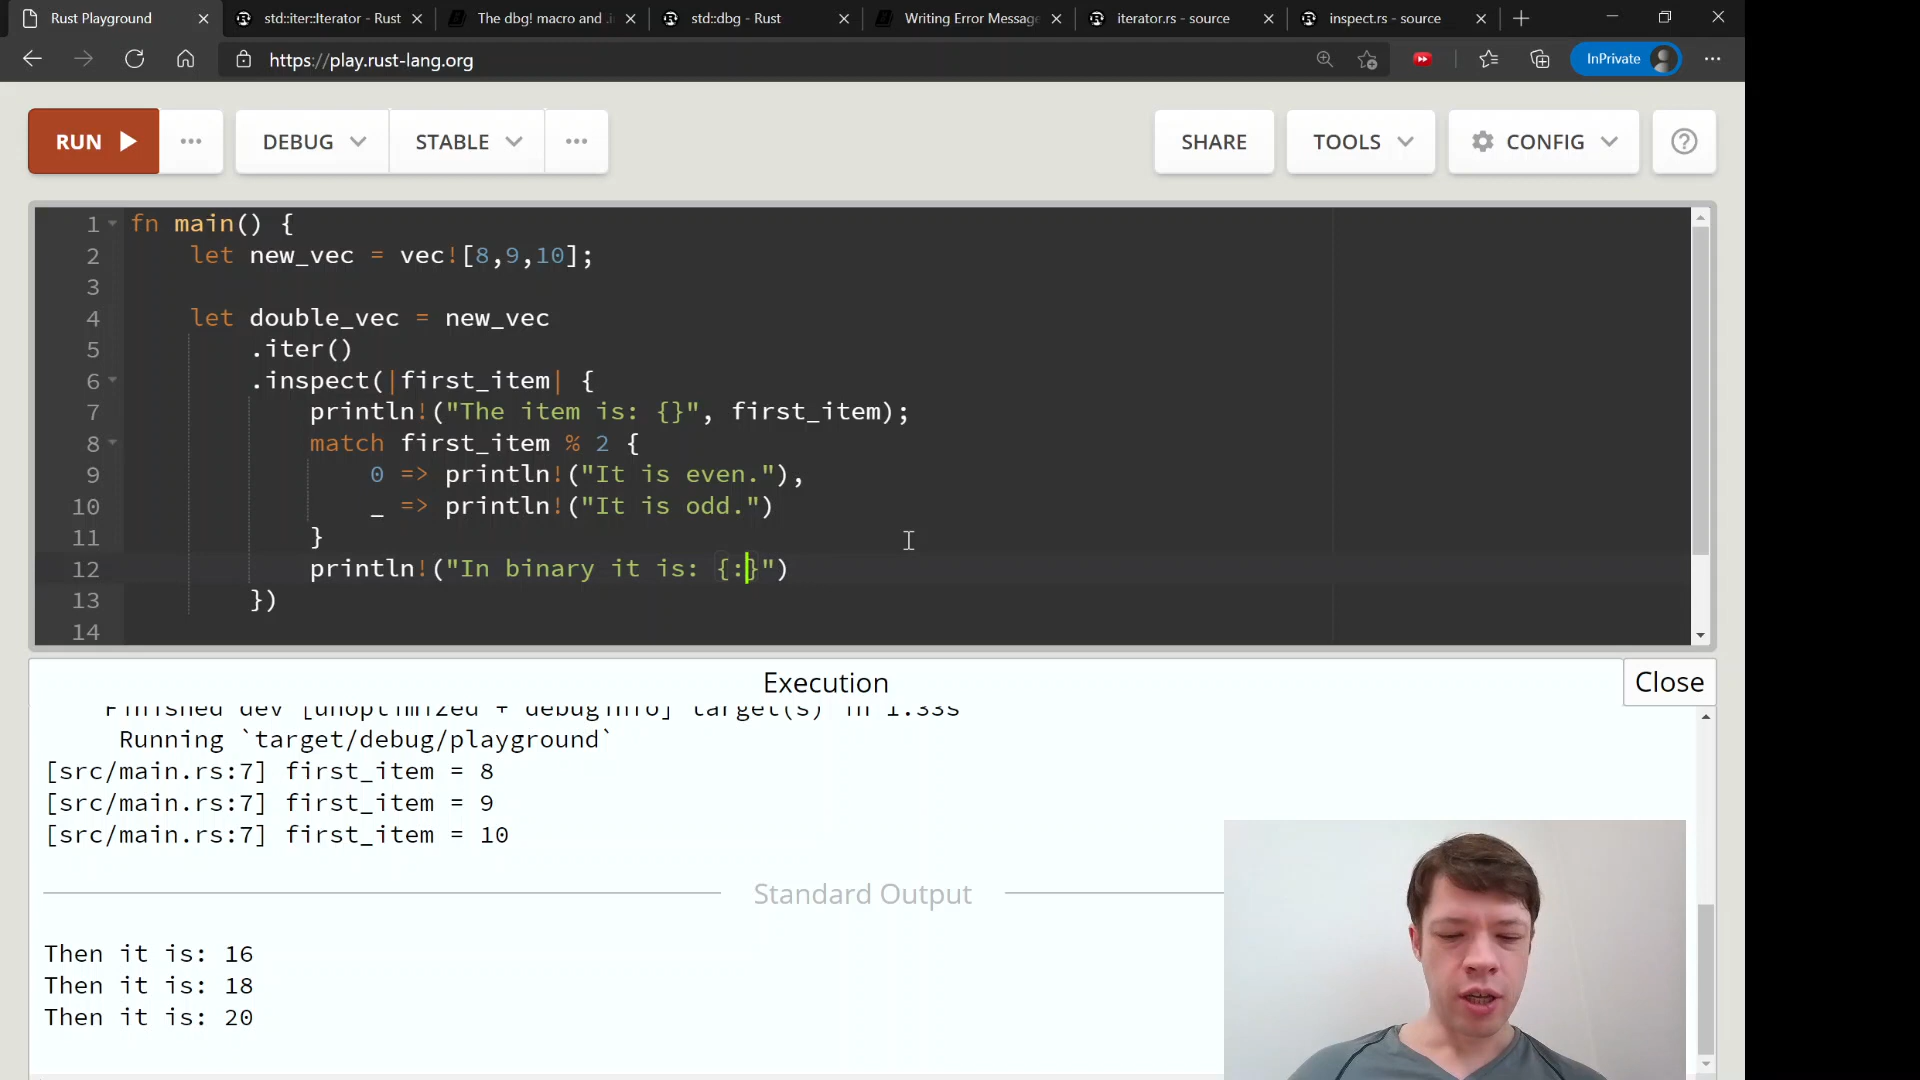 Rust Playground
std::iter::Iterator - Rust
The dbg! macro and .i
std::dbg - Rust
Writing Error Message
iterator.rs - source
inspect.rs - source
https://play.rust-lang.org
InPrivate
RUN
DEBUG
STABLE
SHARE
TOOLS
CONFIG
1 fn main() {
2 let new_vec = vec![8,9,10];
3
4 let double_vec = new_vec
5 .iter()
6 .inspect(|first_item| {
7 println!("The item is: {}", first_item);
8 match first_item % 2 {
9 0 => println!("It is even."),
10 _ => println!("It is odd.")
11 }
12 println!("In binary it is: {:}")
13 })
14
Execution
Close
Finished dev [unoptimized + debuginfo] target(s) in 1.33s
Running `target/debug/playground`
[src/main.rs:7] first_item = 8
[src/main.rs:7] first_item = 9
[src/main.rs:7] first_item = 10
Standard Output
Then it is: 16
Then it is: 18
Then it is: 20